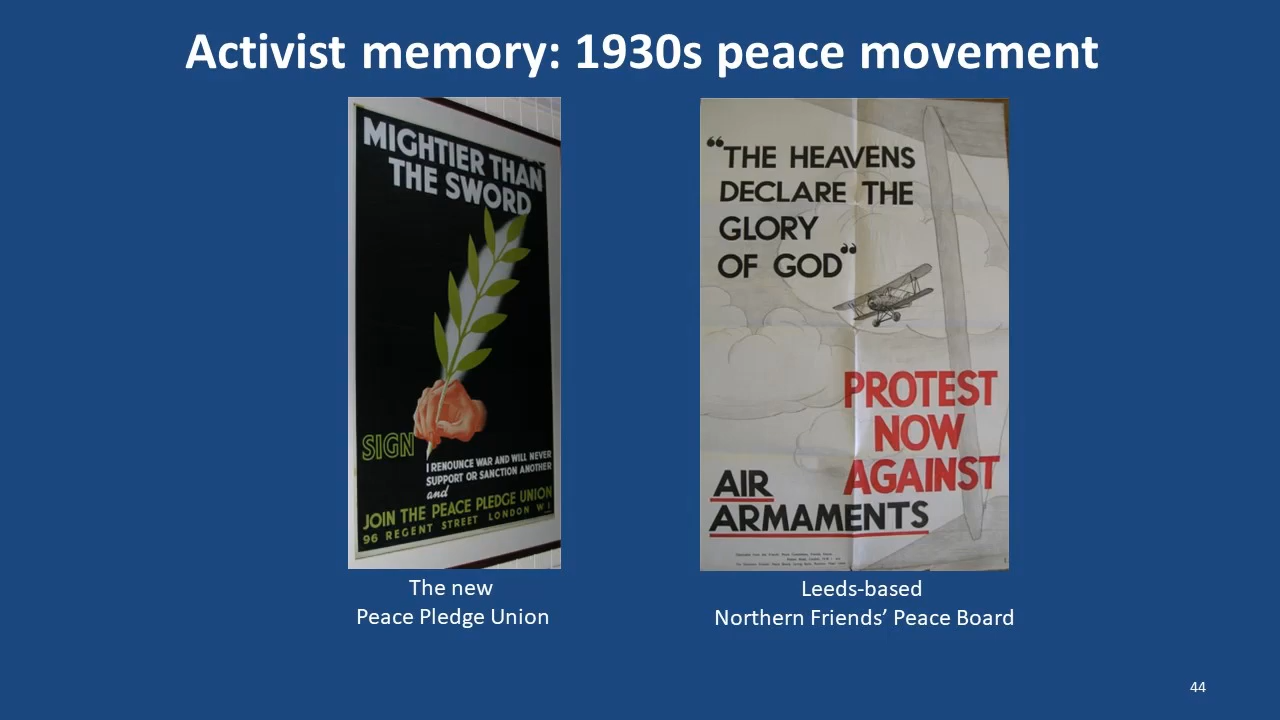 Activist memory: 1930s peace movement
MIGHTIER THAN
THE SWORD
SIGN
I RENOUNCE WAR AND WILL NEVER
SUPPORT OR SANCTION ANOTHER
and
JOIN THE PEACE PLEDGE UNION
96 REGENT STREET LONDON W1
“THE HEAVENS
DECLARE THE
GLORY
OF GOD”
PROTEST
NOW
AGAINST
AIR
ARMAMENTS
The new
Peace Pledge Union
Leeds-based
Northern Friends’ Peace Board
44